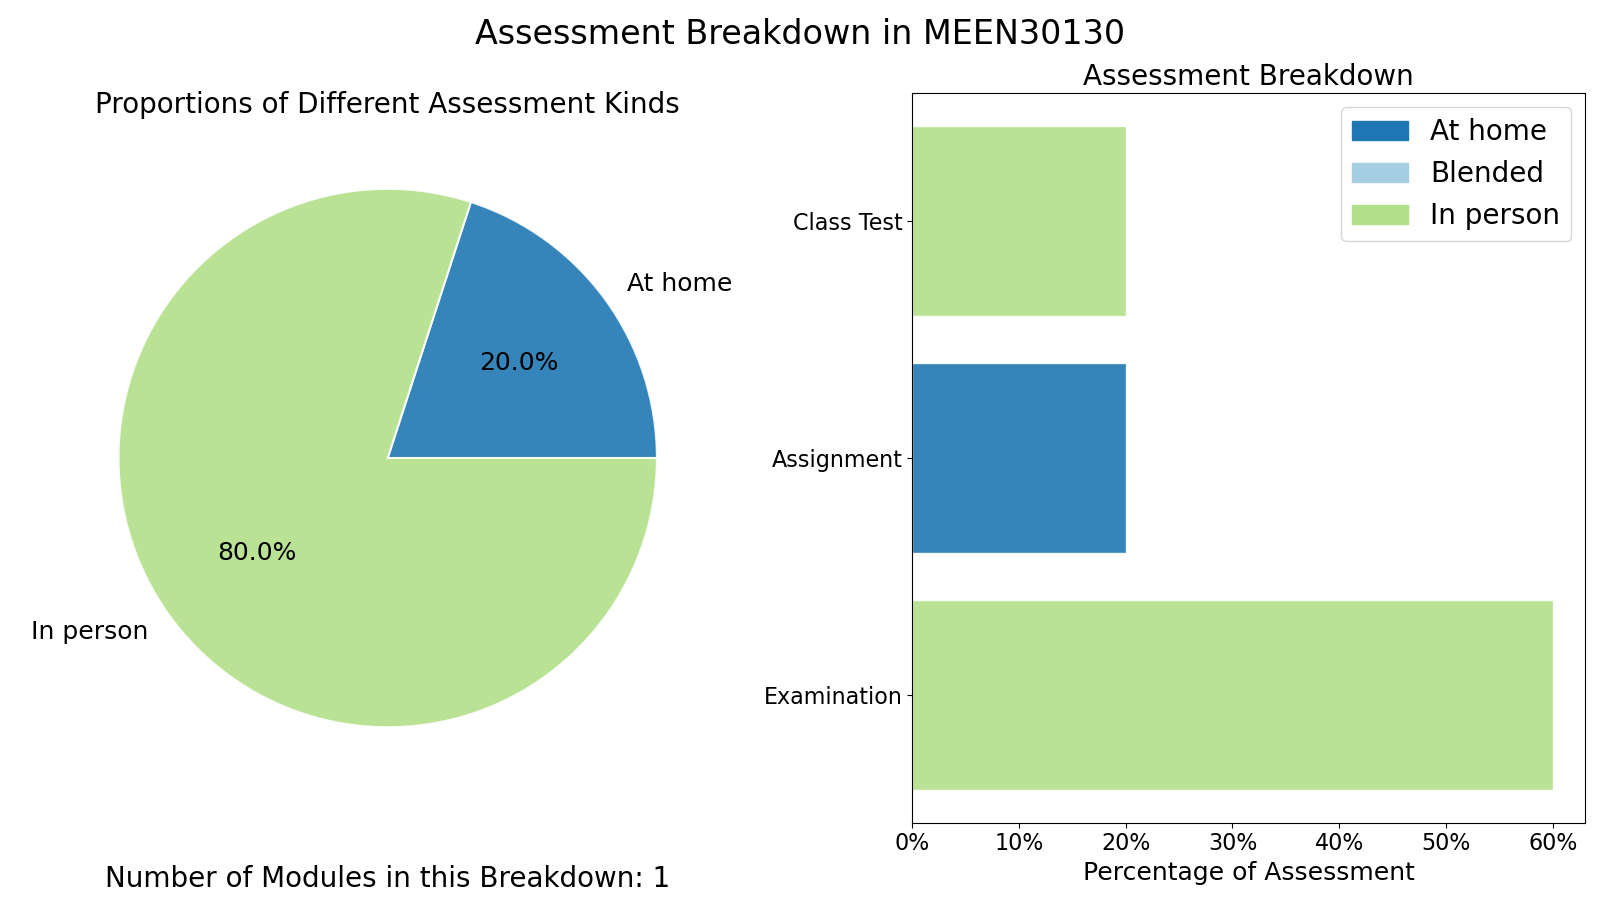 Assessment Breakdown in MEEN30130
Proportions of Different Assessment Kinds
At home
20.0%
80.0%
In person
Number of Modules in this Breakdown: 1
Assessment Breakdown
At home
Blended
In person
Class Test
Assignment
Examination
0% 10% 20% 30% 40% 50% 60%
Percentage of Assessment